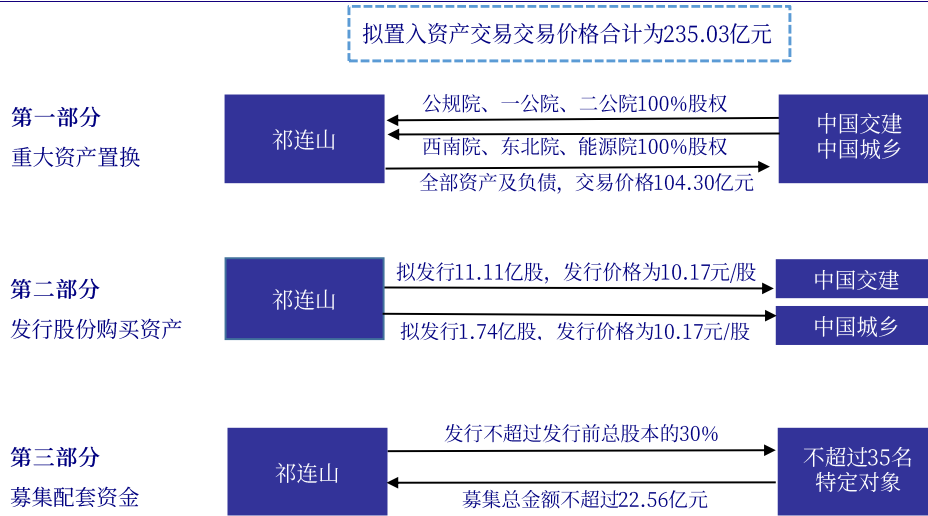 拟置入资产交易交易价格合计为235.03亿元
第一部分
重大资产置换
祁连山
公规院、一公院、二公院100%股权
西南院、东北院、能源院100%股权
全部资产及负债，交易价格104.30亿元
中国交建
中国城乡
第二部分
发行股份购买资产
祁连山
拟发行11.11亿股，发行价格为10.17元/股
拟发行1.74亿股，发行价格为10.17元/股
中国交建
中国城乡
第三部分
募集配套资金
祁连山
发行不超过发行前总股本的30%
募集总金额不超过22.56亿元
不超过35名
特定对象